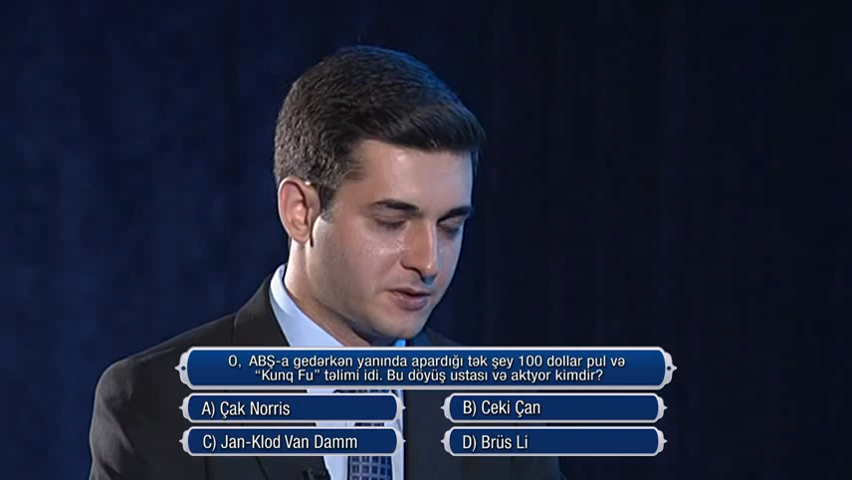 O, ABŞ-a gedərkən yanında apardığı tək şey 100 dollar pul və
“Kunq Fu” təlimi idi. Bu döyüş ustası və aktyor kimdir?
A) Çak Norris
B) Ceki Çan
C) Jan-Klod Van Damm
D) Brüs Li